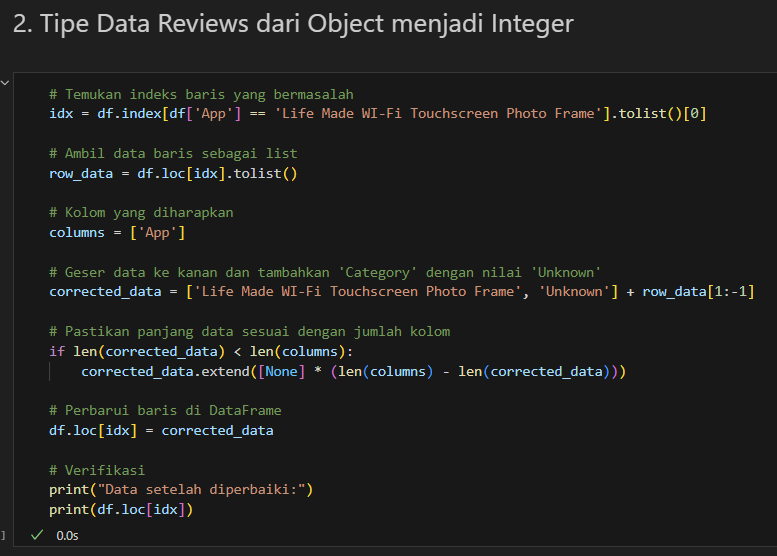 2. Tipe Data Reviews dari Object menjadi Integer
# Temukan indeks baris yang bermasalah
idx = df.index[df['App'] == 'Life Made WI-Fi Touchscreen Photo Frame'].tolist()[0]
# Ambil data baris sebagai list
row_data = df.loc[idx].tolist()
# Kolom yang diharapkan
columns = ['App']
# Geser data ke kanan dan tambahkan 'Category' dengan nilai 'Unknown'
corrected_data = ['Life Made WI-Fi Touchscreen Photo Frame', 'Unknown'] + row_data[1:-1]
# Pastikan panjang data sesuai dengan jumlah kolom
if len(corrected_data) < len(columns):
    corrected_data.extend([None] * (len(columns) - len(corrected_data)))
# Perbarui baris di DataFrame
df.loc[idx] = corrected_data
# Verifikasi
print("Data setelah diperbaiki:")
print(df.loc[idx])
] ✓ 0.0s